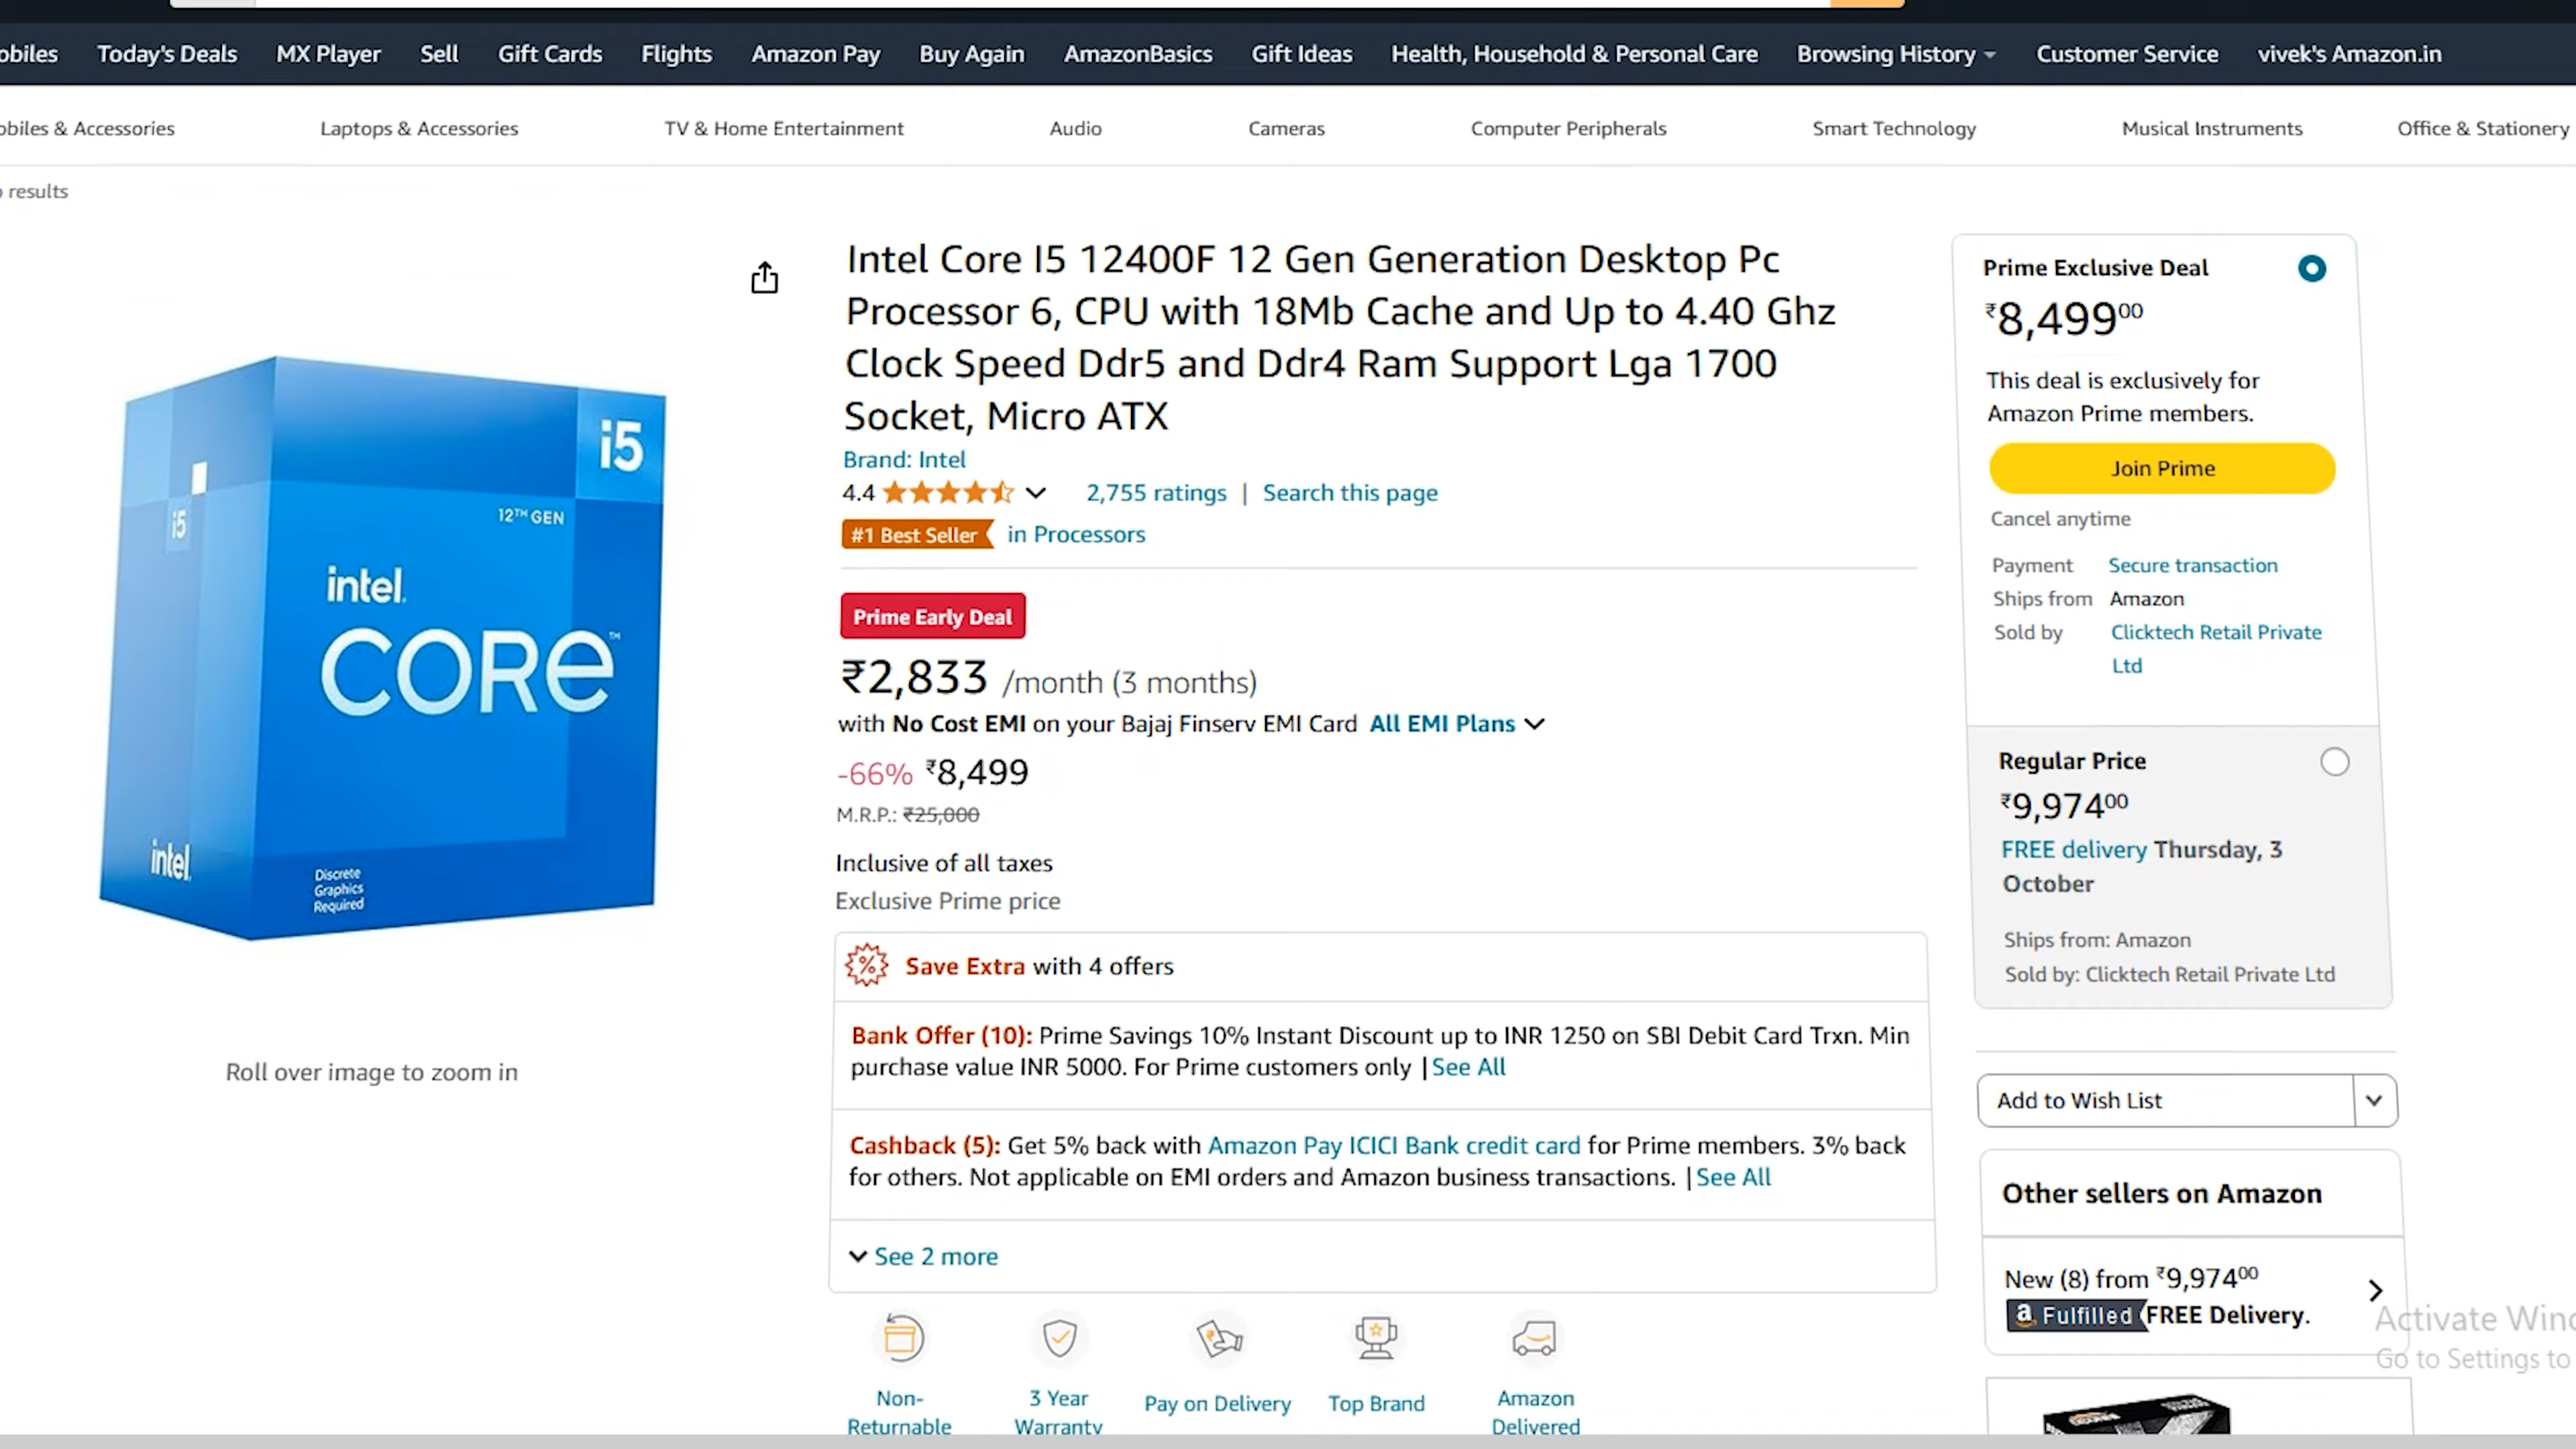 Today's Deals MX Player Sell Gift Cards Flights Amazon Pay Buy Again AmazonBasics Gift Ideas Health, Household & Personal Care Browsing History Customer Service vivek's Amazon.in
& Accessories Laptops & Accessories TV & Home Entertainment Audio Cameras Computer Peripherals Smart Technology Musical Instruments Office & Stationery
results
Intel Core I5 12400F 12 Gen Generation Desktop Pc
Processor 6, CPU with 18Mb Cache and Up to 4.40 Ghz
Clock Speed Ddr5 and Ddr4 Ram Support Lga 1700
Socket, Micro ATX
Brand: Intel
4.4 2,755 ratings | Search this page
#1 Best Seller in Processors
Prime Early Deal
₹2,833 /month (3 months)
with No Cost EMI on your Bajaj Finserv EMI Card All EMI Plans
-66% ₹8,499
M.R.P.: ₹25,000
Inclusive of all taxes
Exclusive Prime price
Save Extra with 4 offers
Bank Offer (10): Prime Savings 10% Instant Discount up to INR 1250 on SBI Debit Card Trxn. Min
purchase value INR 5000. For Prime customers only | See All
Cashback (5): Get 5% back with Amazon Pay ICICI Bank credit card for Prime members. 3% back
for others. Not applicable on EMI orders and Amazon business transactions. | See All
See 2 more
Non-
Returnable
3 Year
Warranty
Pay on Delivery
Top Brand
Amazon
Delivered
i5
12TH GEN
i5
intel.
CORE™
intel.
Discrete
Graphics
Required
Roll over image to zoom in
Prime Exclusive Deal
₹8,49900
This deal is exclusively for
Amazon Prime members.
Join Prime
Cancel anytime
Payment Secure transaction
Ships from Amazon
Sold by Clicktech Retail Private
Ltd
Regular Price
₹9,97400
FREE delivery Thursday, 3
October
Ships from: Amazon
Sold by: Clicktech Retail Private Ltd
Add to Wish List
Other sellers on Amazon
New (8) from ₹9,97400
a Fulfilled FREE Delivery.
Activate
Go to Settings to